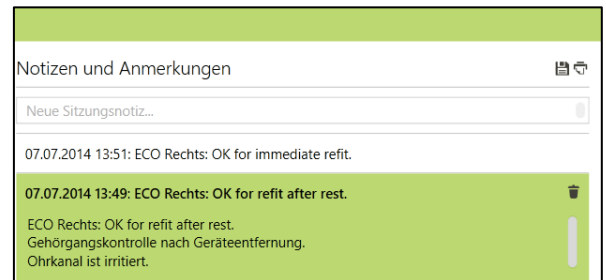 Notizen und Anmerkungen
Neue Sitzungsnotiz...
07.07.2014 13:51: ECO Rechts: OK for immediate refit.
07.07.2014 13:49: ECO Rechts: OK for refit after rest.
ECO Rechts: OK for refit after rest.
Gehörgangskontrolle nach Geräteentfernung.
Ohrkanal ist irritiert.